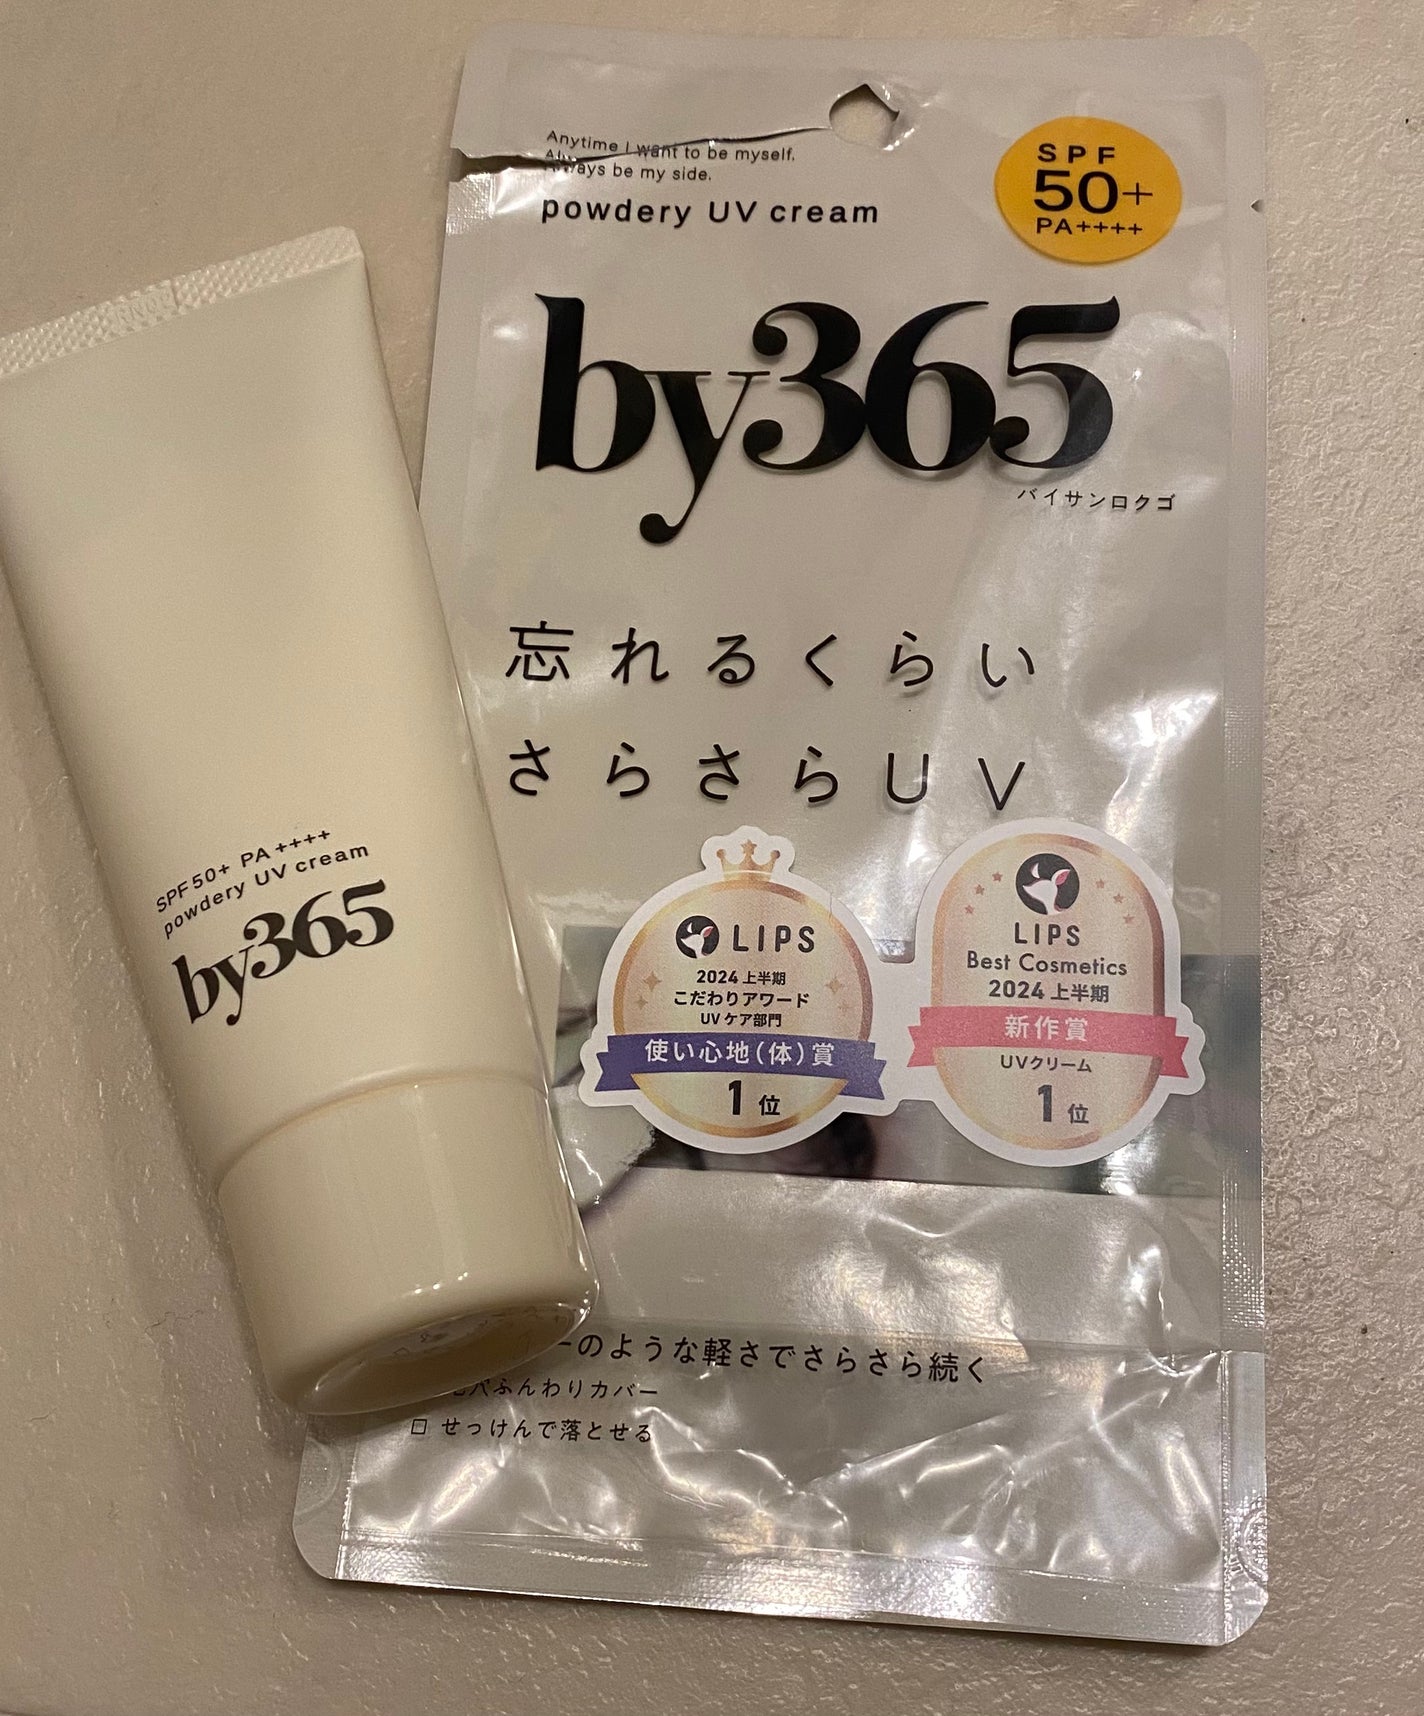 Anytime I want to be myself.
Always be my side.
powdery UV cream
SPF
50+
PA++++
by365
バイサンロクゴ
忘れるくらい
さらさらUV
LIPS
2024 上半期
こだわりアワード
UV ケア部門
使い心地(体)賞
1位
LIPS
Best Cosmetics
2024 上半期
新作賞
UVクリーム
1位
ーのような軽さでさらさら続く
穴ふんわりカバー
□ せっけんで落とせる
SPF50+ PA++++
powdery UV cream
by365